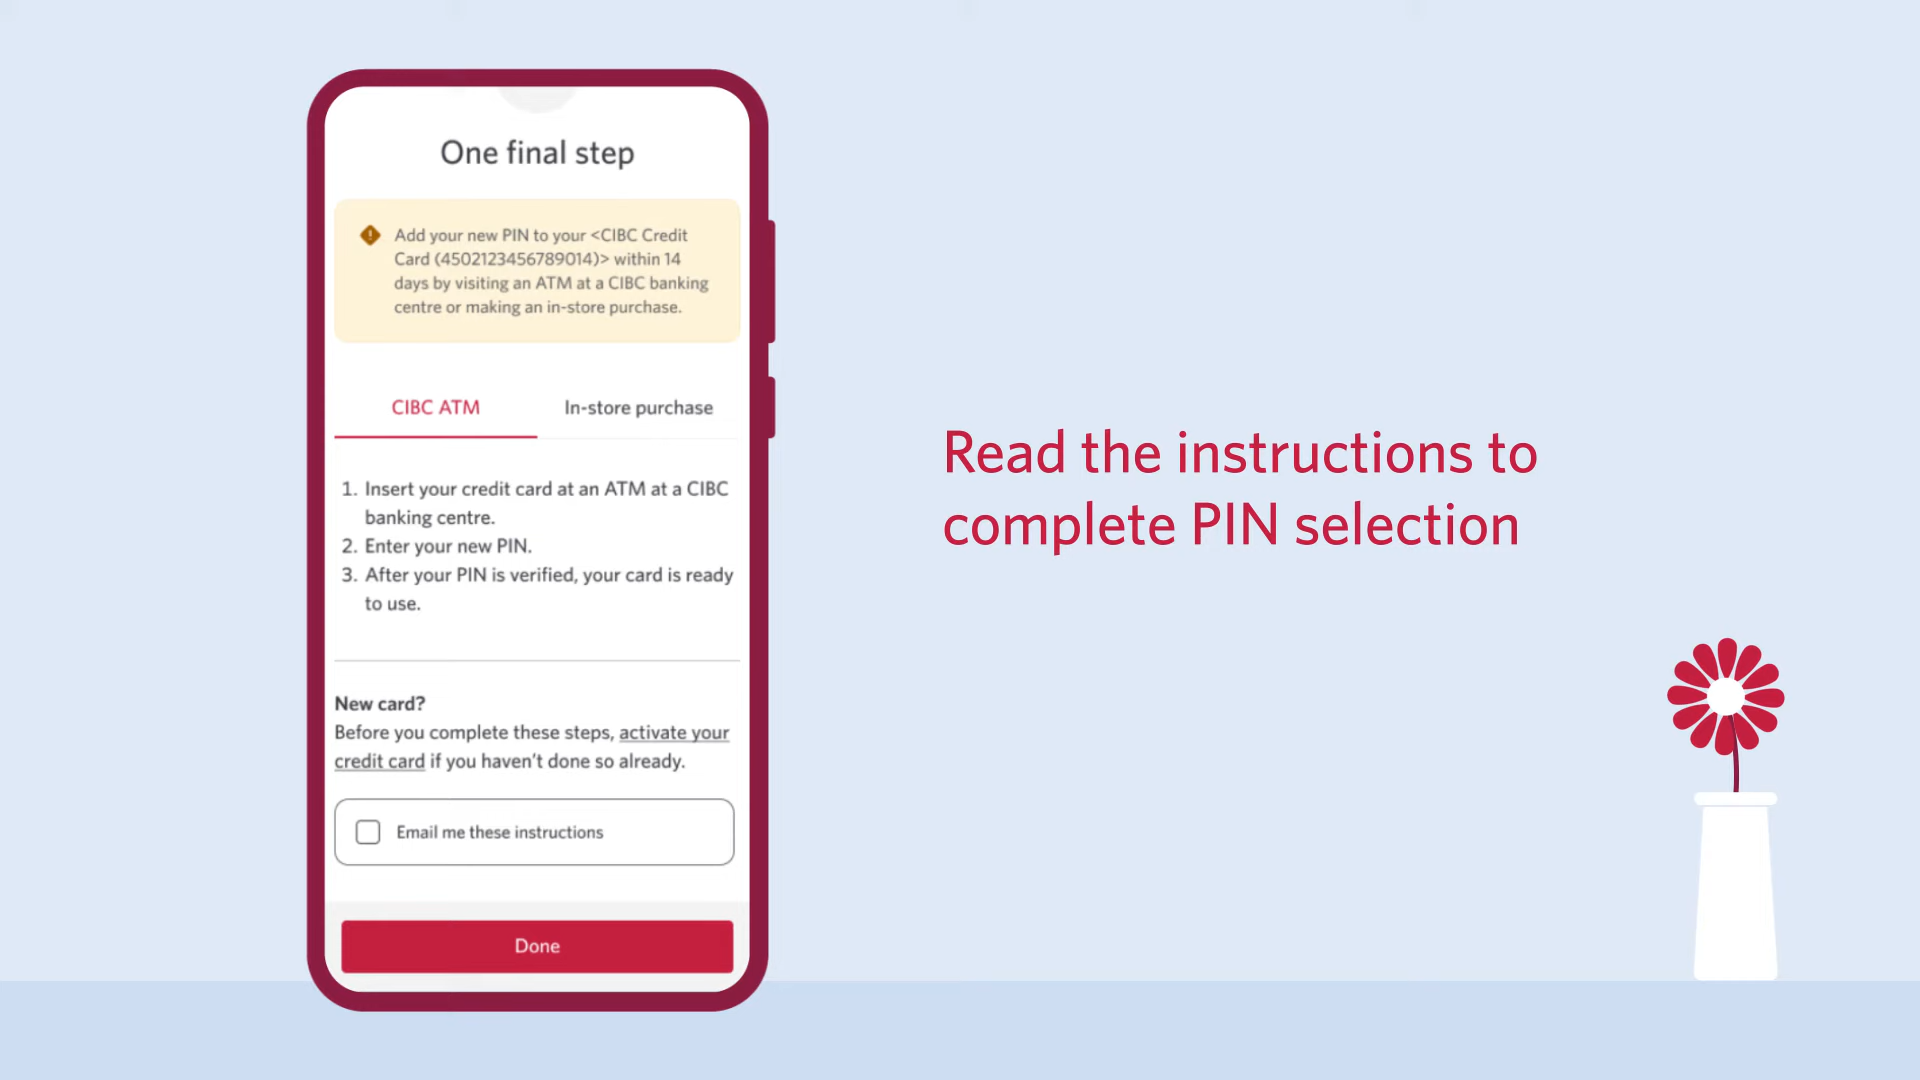 One final step
Add your new PIN to your <CIBC Credit
Card (4502123456789014)> within 14
days by visiting an ATM at a CIBC banking
centre or making an in-store purchase.
CIBC ATM
In-store purchase
1. Insert your credit card at an ATM at a CIBC
banking centre.
2. Enter your new PIN.
3. After your PIN is verified, your card is ready
to use.
New card?
Before you complete these steps, activate your
credit card if you haven't done so already.
Email me these instructions
Done
Read the instructions to
complete PIN selection